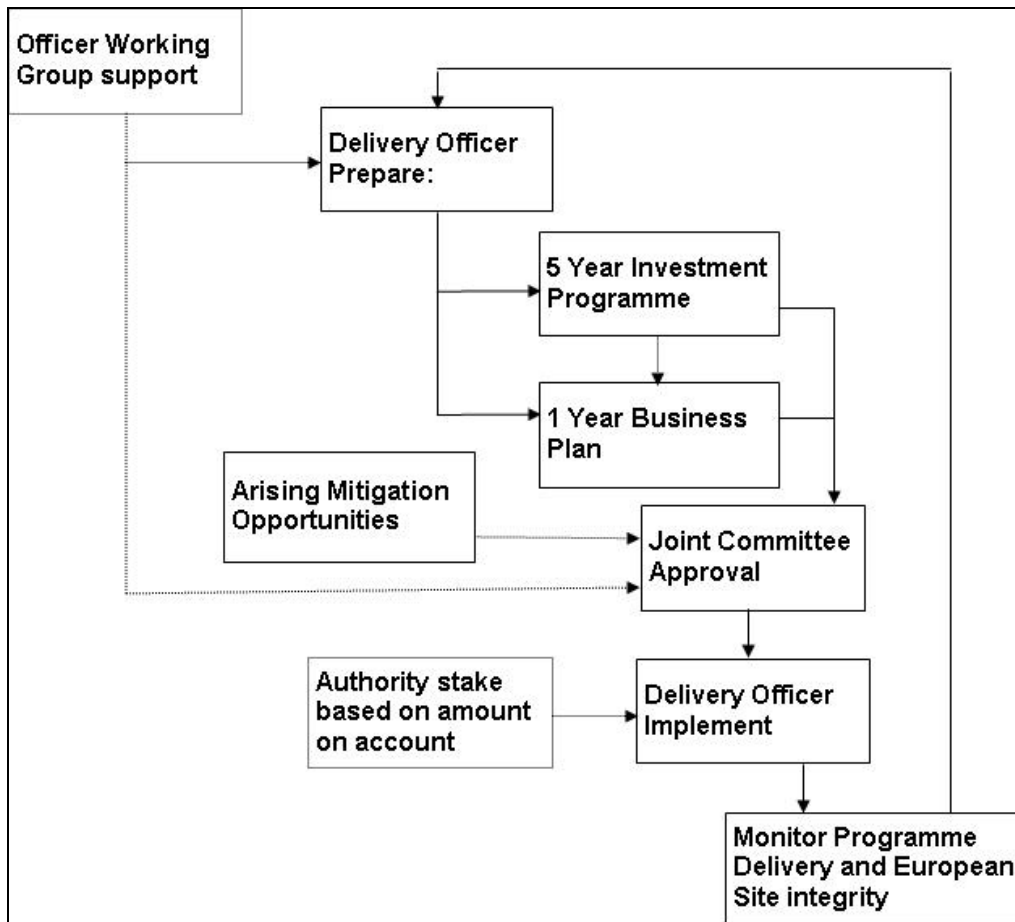 Officer Working
Group support
Delivery Officer
Prepare:
5 Year Investment
Programme
1 Year Business
Plan
Arising Mitigation
Opportunities
Joint Committee
Approval
Authority stake
based on amount
on account
Delivery Officer
Implement
Monitor Programme
Delivery and European
Site integrity